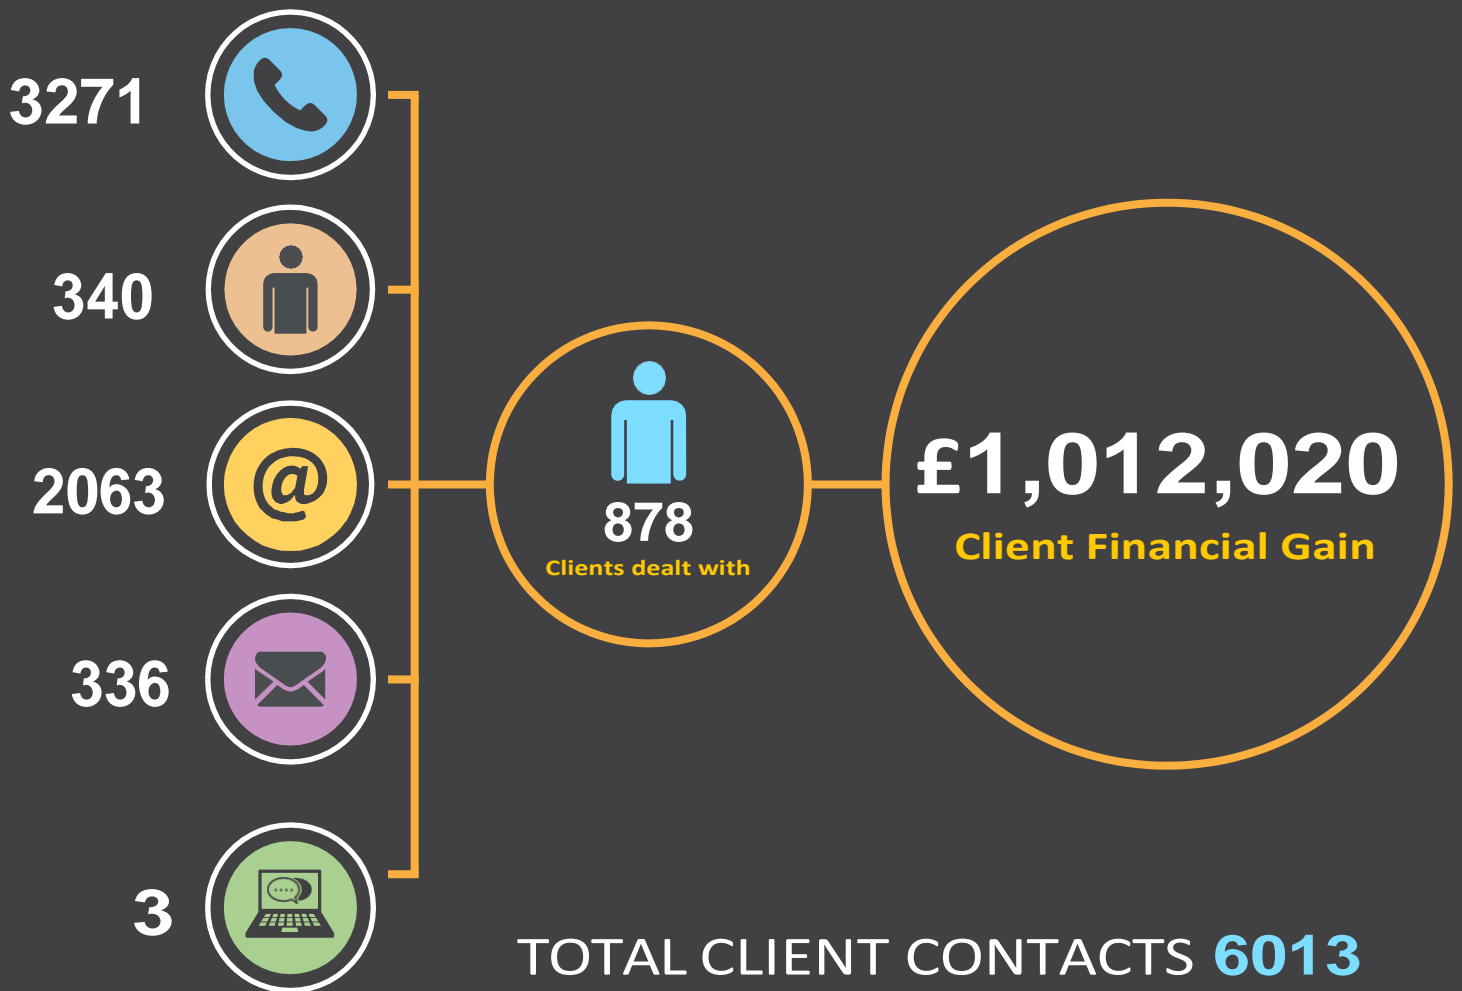 3271
340
2063
336
3
@
878
Clients dealt with
£1,012,020
Client Financial Gain
TOTAL CLIENT CONTACTS 6013